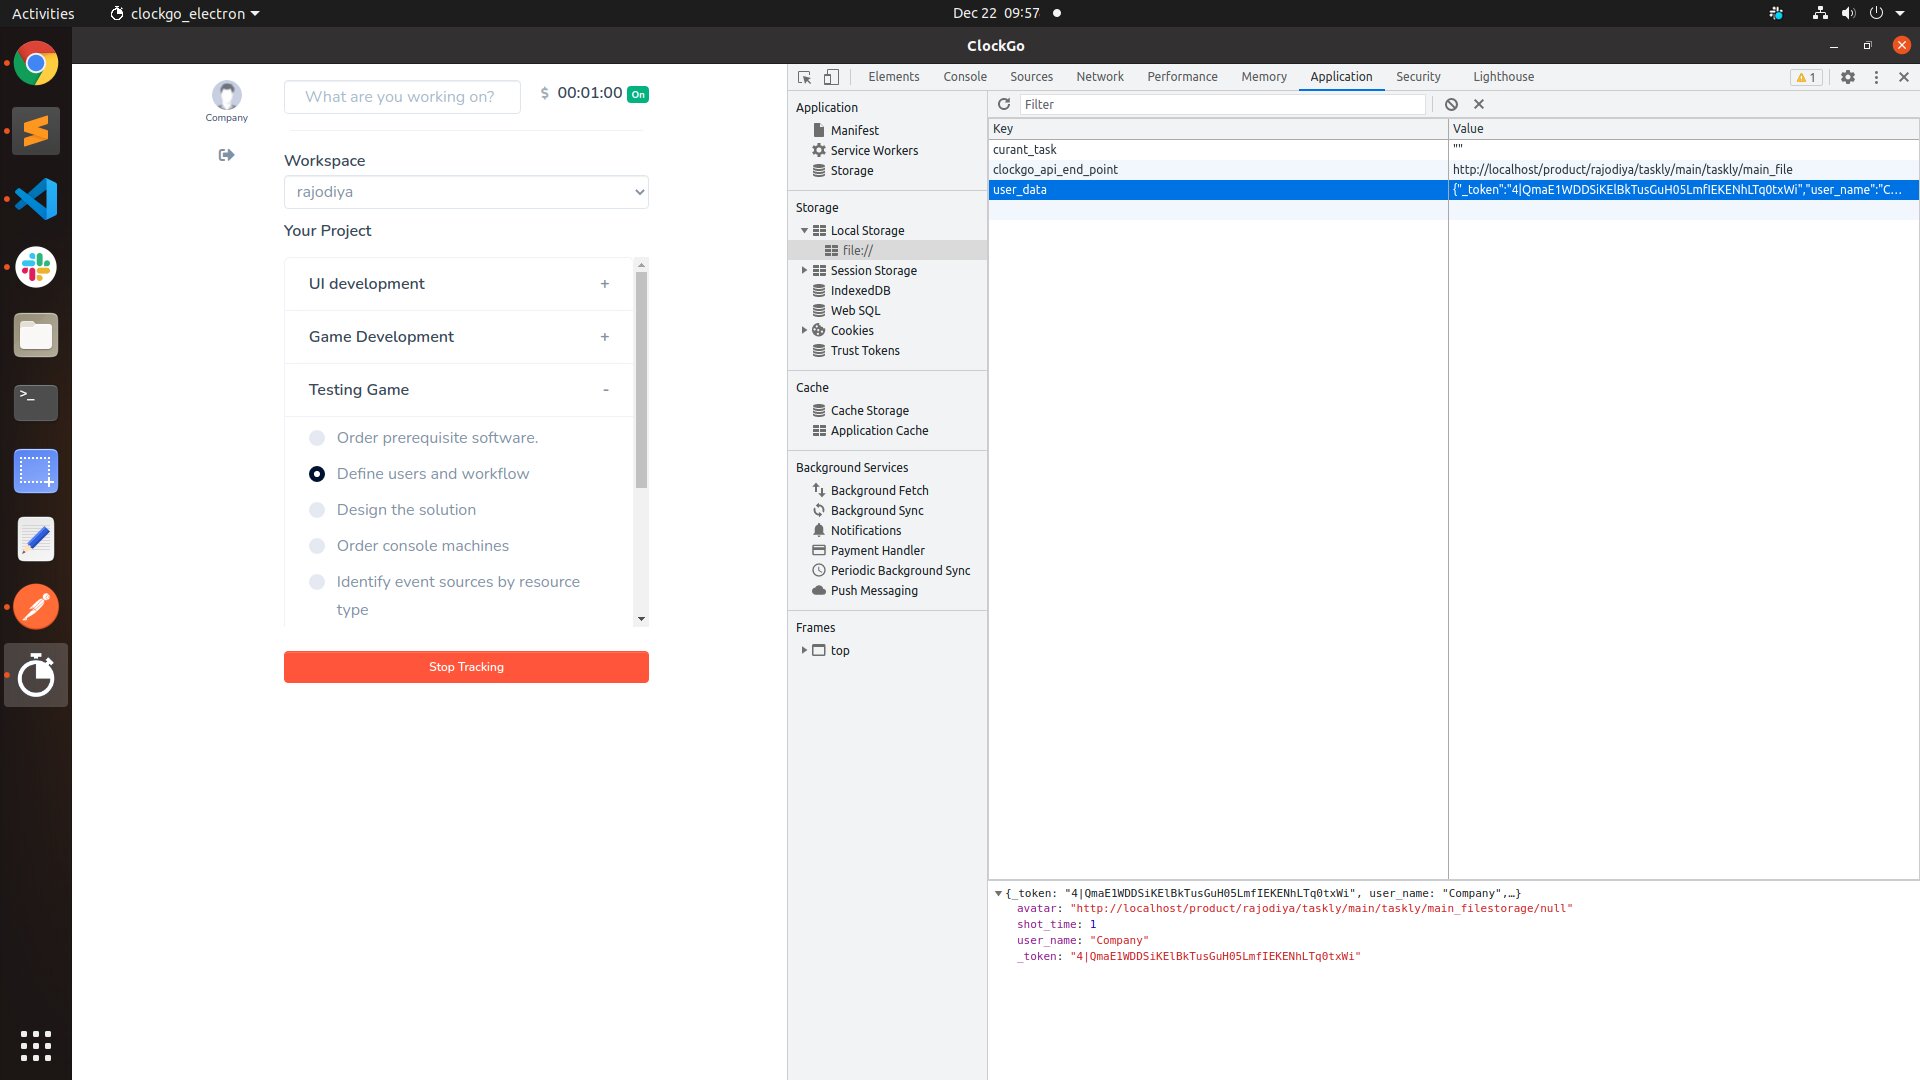 Activities
clockgo_electron
Dec 22 09:57
ClockGo
Company
What are you working on?
$ 00:01:00 On
Workspace
rajodiya
Your Project
UI development +
Game Development +
Testing Game -
Order prerequisite software.
Define users and workflow
Design the solution
Order console machines
Identify event sources by resource
type
Stop Tracking
Elements Console Sources Network Performance Memory Application Security Lighthouse 1
Application
Manifest
Service Workers
Storage
Storage
Local Storage
file://
Session Storage
IndexedDB
Web SQL
Cookies
Trust Tokens
Cache
Cache Storage
Application Cache
Background Services
Background Fetch
Background Sync
Notifications
Payment Handler
Periodic Background Sync
Push Messaging
Frames
top
Filter
Key Value
curant_task ""
clockgo_api_end_point http://localhost/product/rajodiya/taskly/main/taskly/main_file
user_data {"_token":"4|QmaE1WDDSiKElBkTusGuH05LmfIEKENhLTq0txWi","user_name":"C...
{_token: "4|QmaE1WDDSiKElBkTusGuH05LmfIEKENhLTq0txWi", user_name: "Company",…}
avatar: "http://localhost/product/rajodiya/taskly/main/taskly/main_filestorage/null"
shot_time: 1
user_name: "Company"
_token: "4|QmaE1WDDSiKElBkTusGuH05LmfIEKENhLTq0txWi"